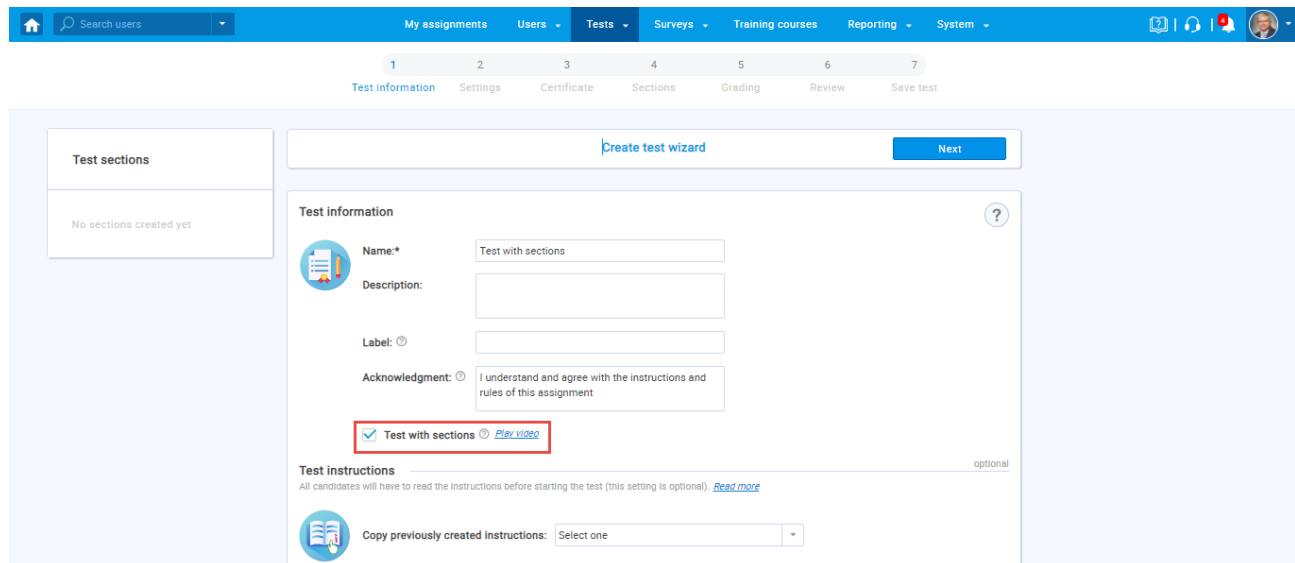 Search users
My assignments Users Tests Surveys Training courses Reporting System
4
1 2 3 4 5 6 7
Test information Settings Certificate Sections Grading Review Save test
Test sections
No sections created yet
Create test wizard
Next
Test information
?
Name:* Test with sections
Description:
Label: ?
Acknowledgment: ? I understand and agree with the instructions and
rules of this assignment
Test with sections ? Play video
Test instructions optional
All candidates will have to read the instructions before starting the test (this setting is optional). Read more
Copy previously created instructions: Select one